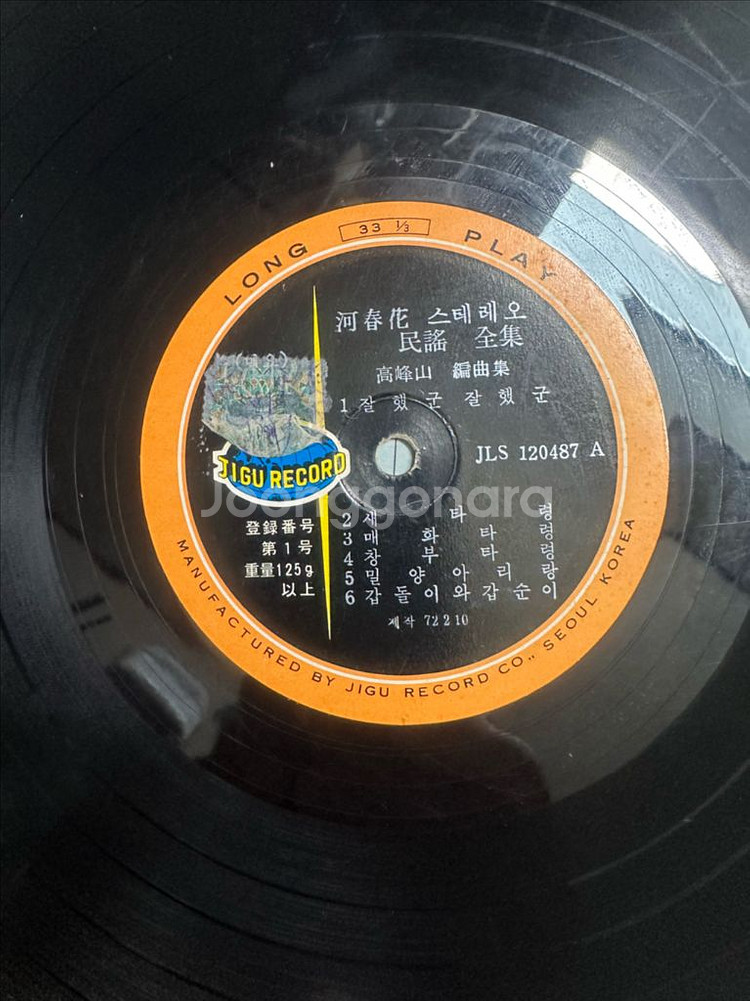 LONG 33 1/3 PLAY
河春花 스테레오
民謠 全集
高峰山 編曲集
1 잘 했 군 잘 했 군
JLS 120487 A
JIGU RECORD
Joonggonara
2 새 타 령
3 매 화 타 령
4 창 부 타 령
5 밀 양 아 리 랑
6 갑 돌 이 와 갑 순 이
제작 72 2 10
登録番号
第1号
重量125g
以上
MANUFACTURED BY JIGU RECORD CO., SEOUL KOREA